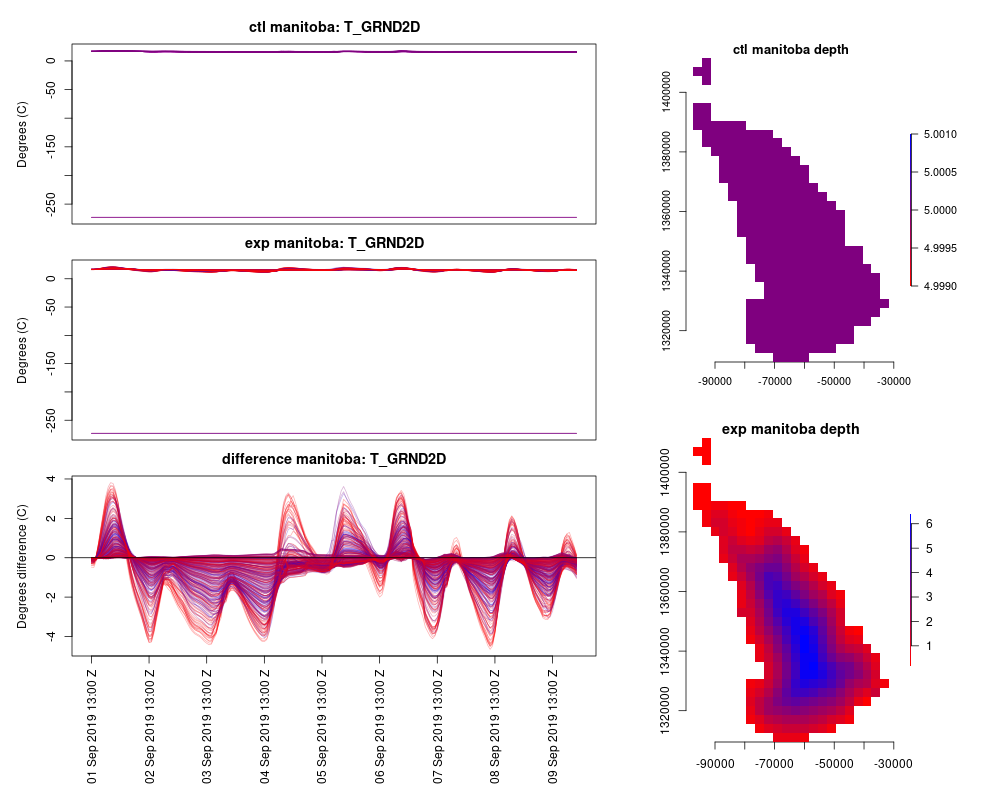 ctl manitoba: T_GRND2D
Degrees (C)
0
-50
-150
-250
exp manitoba: T_GRND2D
Degrees (C)
0
-50
-150
-250
difference manitoba: T_GRND2D
Degrees difference (C)
4
2
0
-2
-4
01 Sep 2019 13:00 Z
02 Sep 2019 13:00 Z
03 Sep 2019 13:00 Z
04 Sep 2019 13:00 Z
05 Sep 2019 13:00 Z
06 Sep 2019 13:00 Z
07 Sep 2019 13:00 Z
08 Sep 2019 13:00 Z
09 Sep 2019 13:00 Z
ctl manitoba depth
1400000
1380000
1360000
1340000
1320000
-90000
-70000
-50000
-30000
5.0010
5.0005
5.0000
4.9995
4.9990
exp manitoba depth
1400000
1380000
1360000
1340000
1320000
-90000
-70000
-50000
-30000
6
5
4
3
2
1